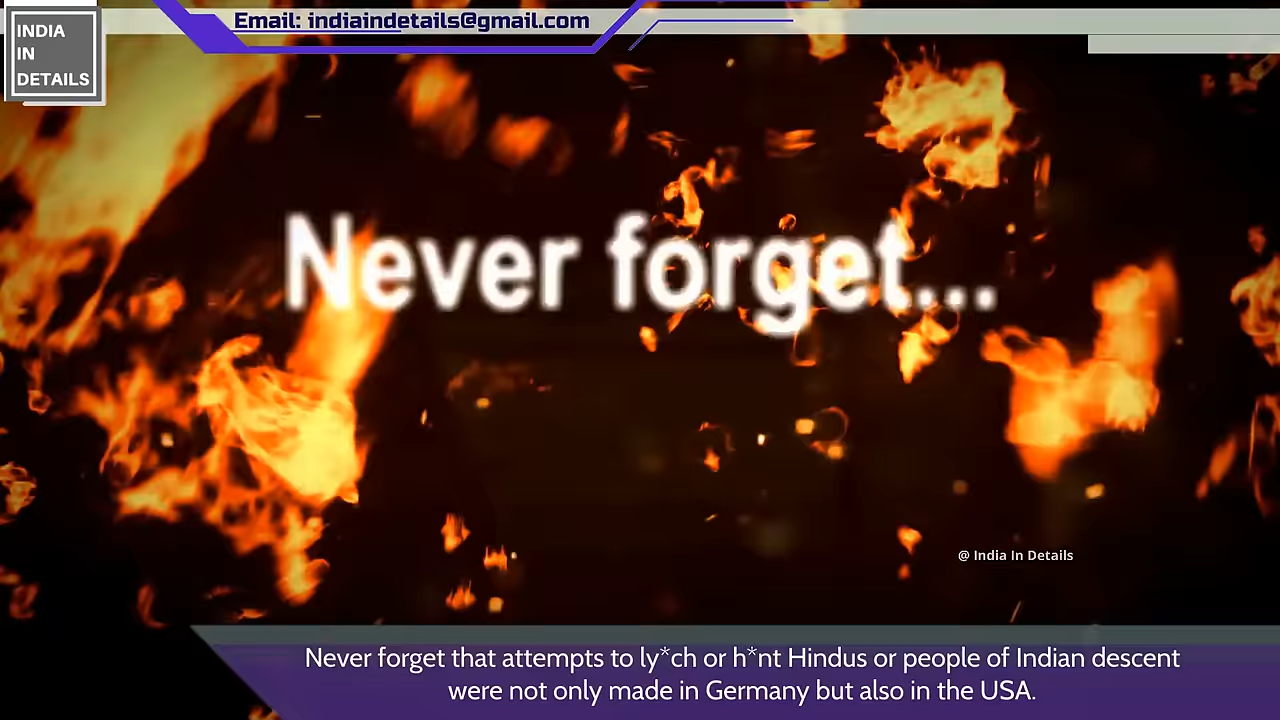 INDIA
IN
DETAILS
Email: indiaindetails@gmail.com
Never forget...
@ India In Details
Never forget that attempts to ly*ch or h*nt Hindus or people of Indian descent
were not only made in Germany but also in the USA.